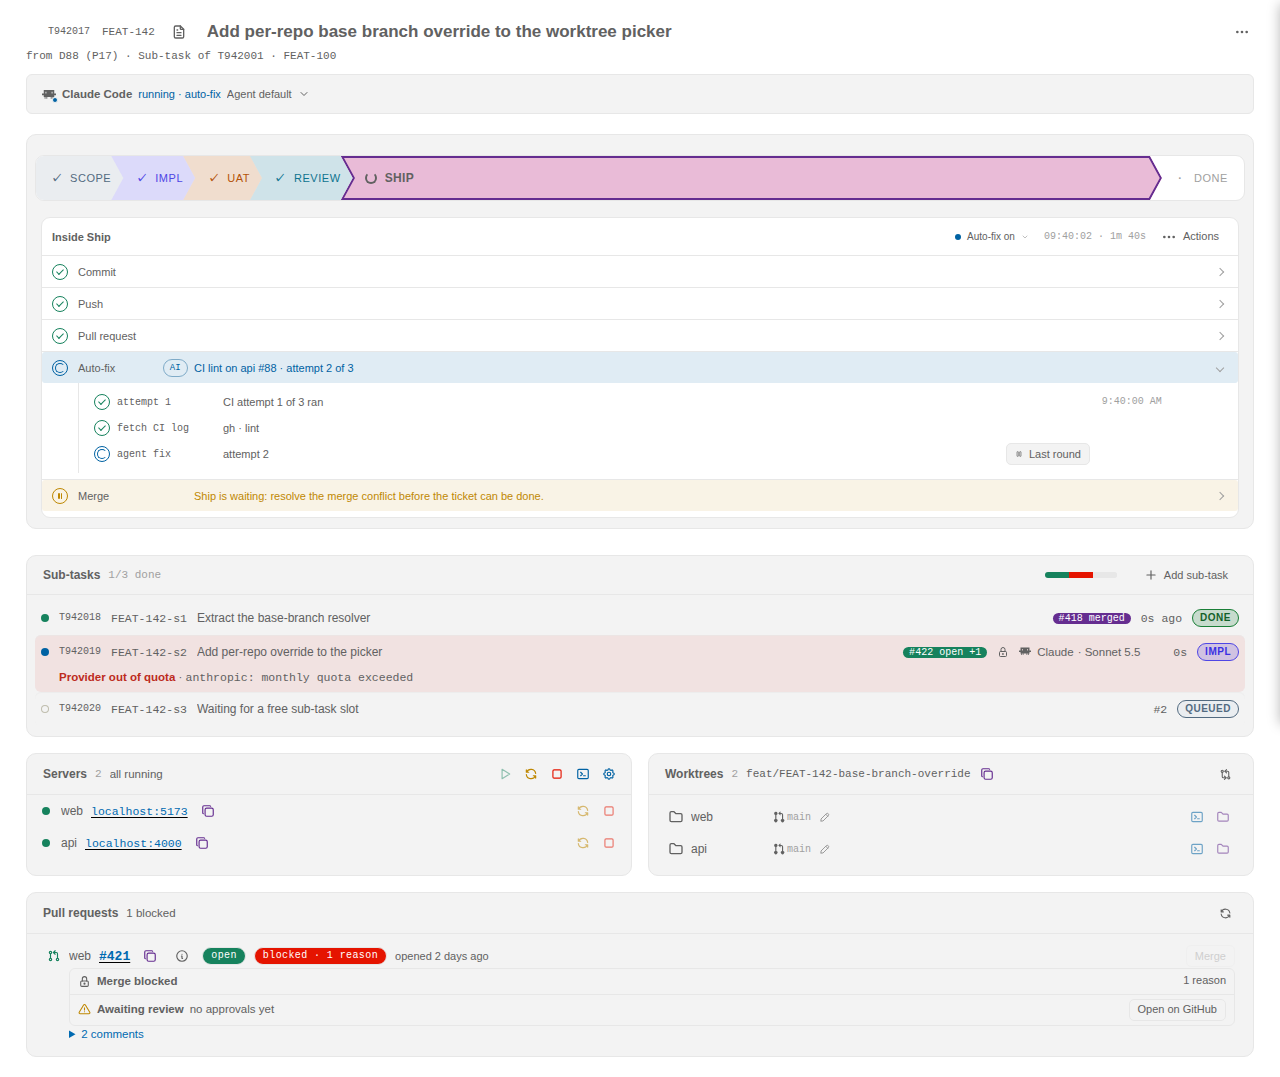 T942017 FEAT-142 Add per-repo base branch override to the worktree picker
from D88 (P17) · Sub-task of T942001 · FEAT-100
Claude Code running · auto-fix Agent default
SCOPE IMPL UAT REVIEW SHIP DONE
Inside Ship Auto-fix on 09:40:02 · 1m 40s Actions
Commit
Push
Pull request
Auto-fix AI CI lint on api #88 · attempt 2 of 3
attempt 1 CI attempt 1 of 3 ran 9:40:00 AM
fetch CI log gh · lint
agent fix attempt 2 Last round
Merge Ship is waiting: resolve the merge conflict before the ticket can be done.
Sub-tasks 1/3 done Add sub-task
T942018 FEAT-142-s1 Extract the base-branch resolver #418 merged 0s ago DONE
T942019 FEAT-142-s2 Add per-repo override to the picker #422 open +1 Claude · Sonnet 5.5 0s IMPL
Provider out of quota · anthropic: monthly quota exceeded
T942020 FEAT-142-s3 Waiting for a free sub-task slot #2 QUEUED
Servers 2 all running
web localhost:5173
api localhost:4000
Worktrees 2 feat/FEAT-142-base-branch-override
web main
api main
Pull requests 1 blocked
web #421 open blocked · 1 reason opened 2 days ago Merge
Merge blocked 1 reason
Awaiting review no approvals yet Open on GitHub
2 comments